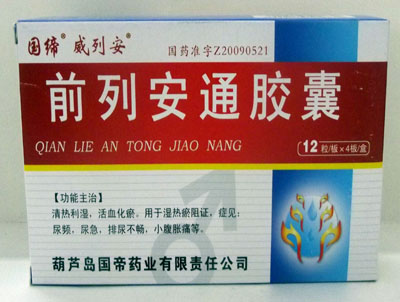 国缔® 威列安®
国药准字Z20090521
前列安通胶囊
QIAN LIE AN TONG JIAO NANG
12粒/板×4板/盒
【功能主治】
清热利湿，活血化瘀。用于湿热瘀阻证，症见：
尿频，尿急，排尿不畅，小腹胀痛等。
葫芦岛国帝药业有限责任公司